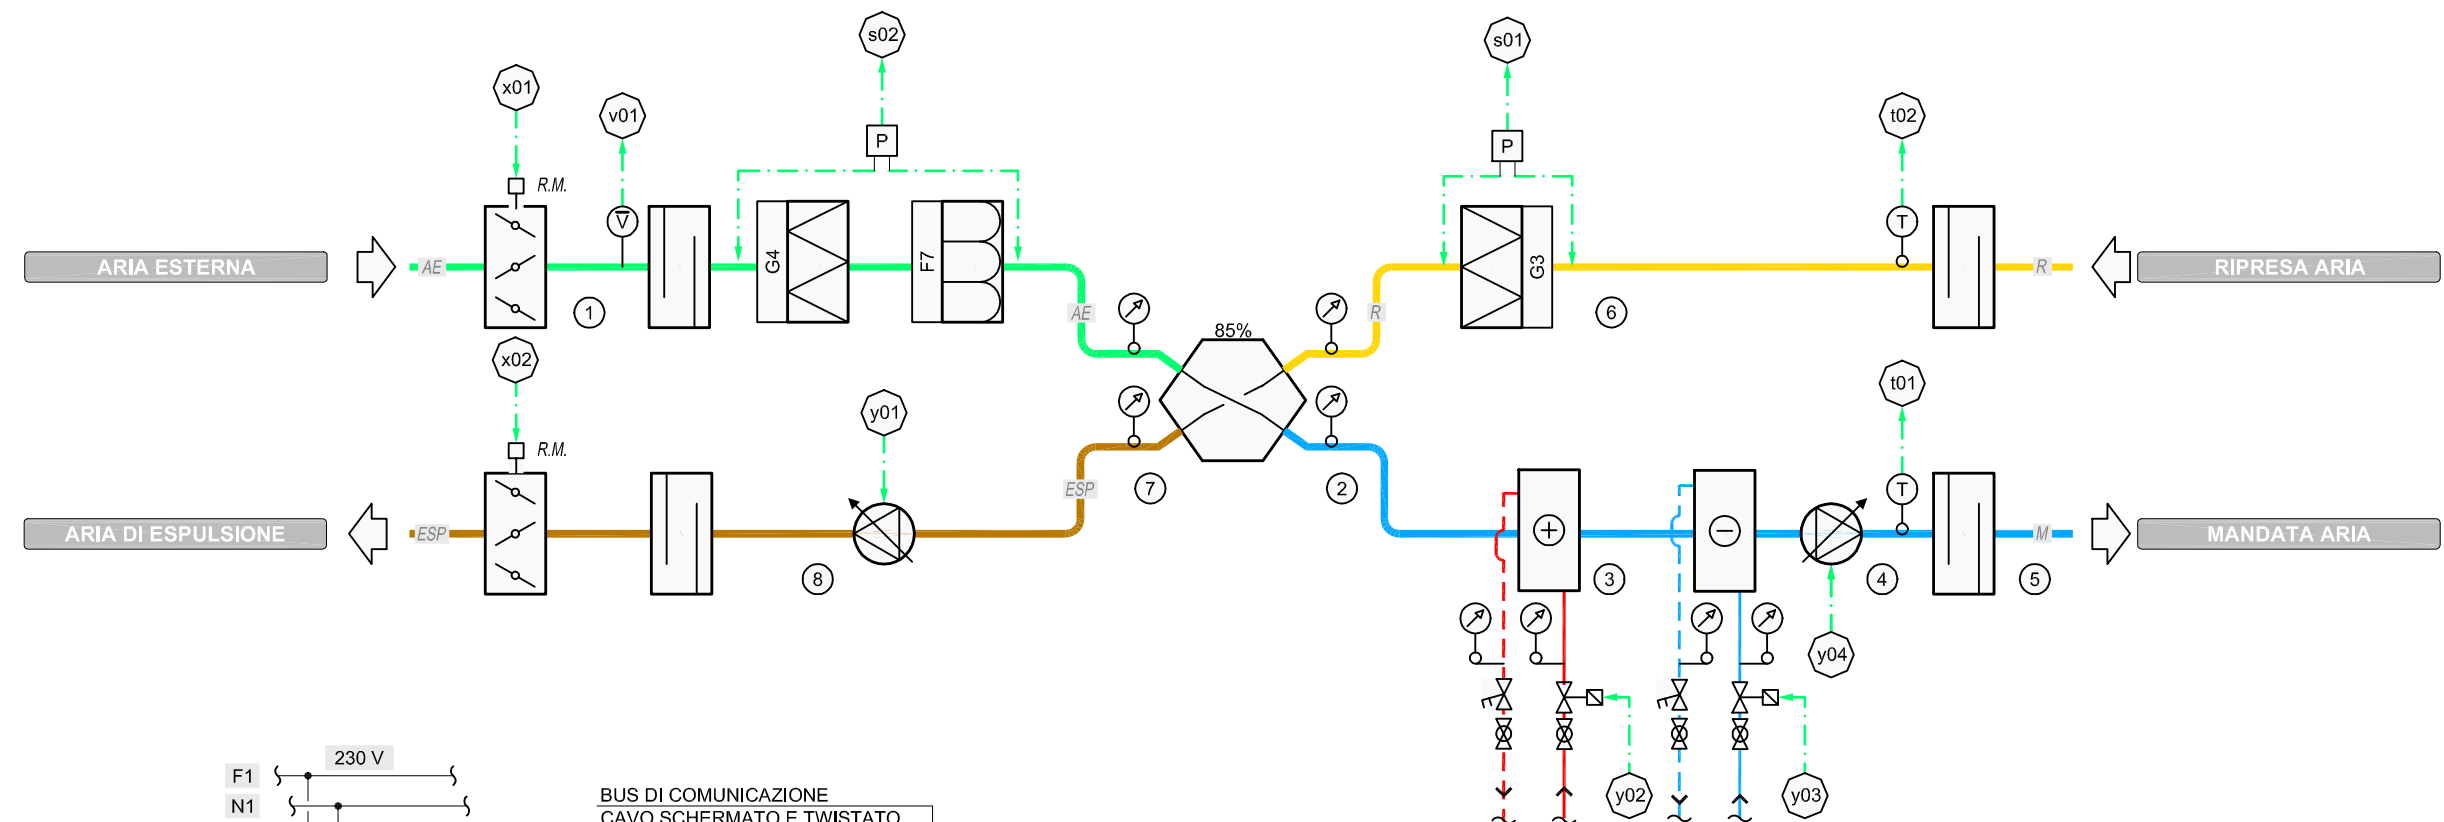 s02
s01
x01
v01
t02
P
P
R.M.
V
T
G4
F7
G3
ARIA ESTERNA
AE
R
RIPRESA ARIA
1
AE
R
6
85%
x02
t01
y01
R.M.
ESP
7
2
T
ARIA DI ESPULSIONE
ESP
M
MANDATA ARIA
8
3
4
5
y04
230 V
F1
N1
BUS DI COMUNICAZIONE
CAVO SCHERMATO E TWISTATO
y02
y03